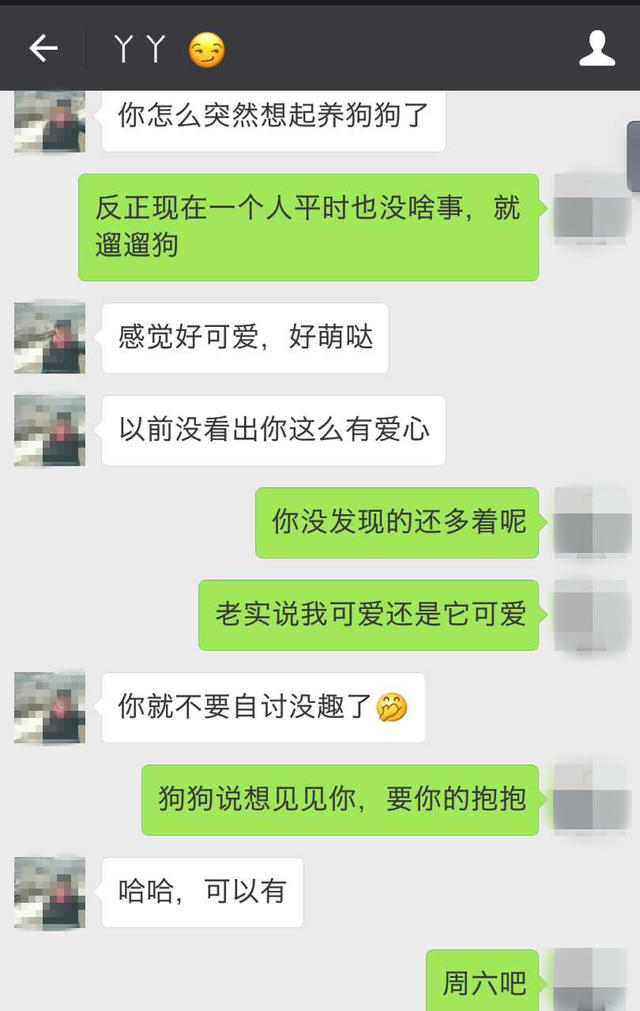 丫丫 😏
你怎么突然想起养狗狗了
反正现在一个人平时也没啥事，就
遛遛狗
感觉好可爱，好萌哒
以前没看出你这么有爱心
你没发现的还多着呢
老实说我可爱还是它可爱
你就不要自讨没趣了🤭
狗狗说想见见你，要你的抱抱
哈哈，可以有
周六吧